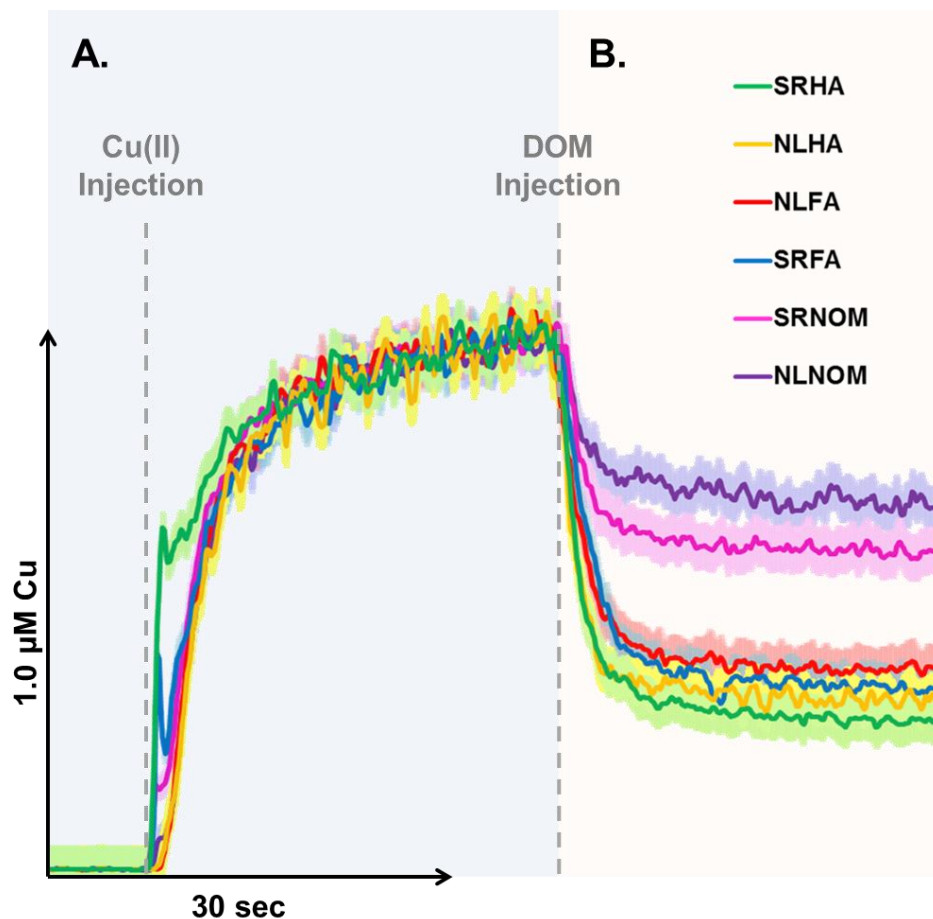 A.
B.
Cu(II)
Injection
DOM
Injection
SRHA
NLHA
NLFA
SRFA
SRNOM
NLNOM
1.0 µM Cu
30 sec